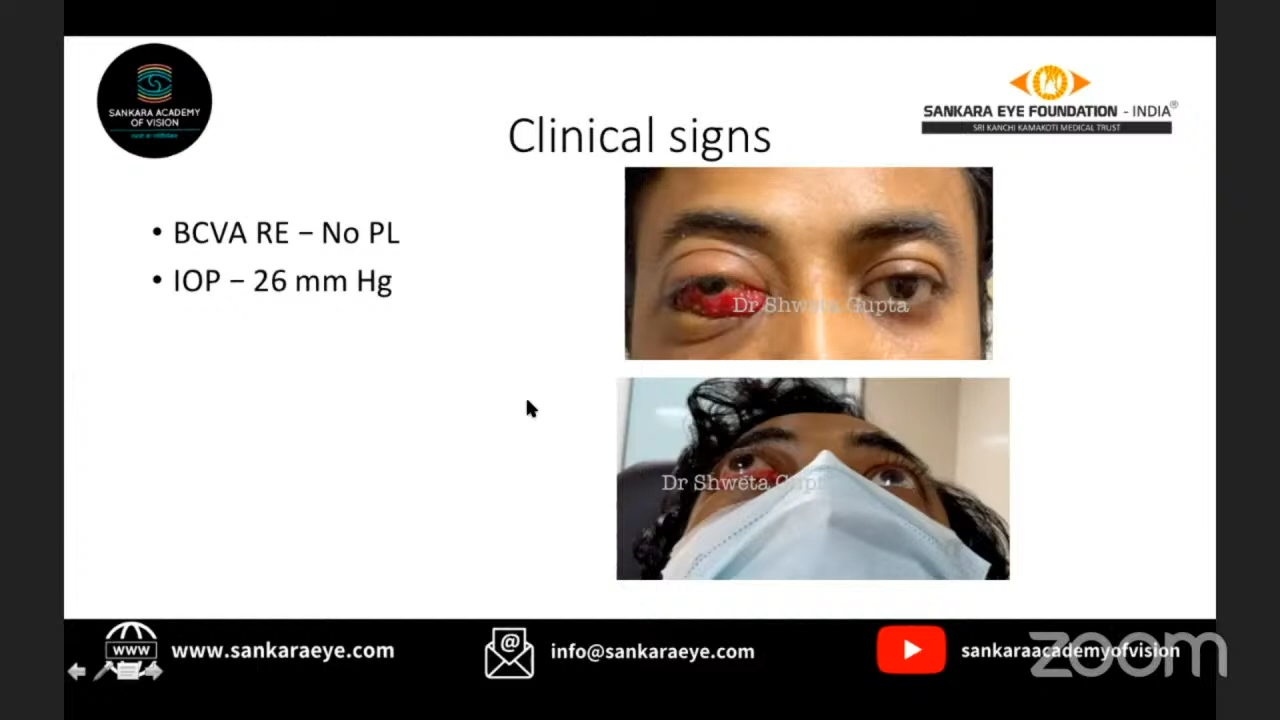 SANKARA ACADEMY
OF VISION
SANKARA EYE FOUNDATION - INDIA®
SRI KANCHI KAMAKOTI MEDICAL TRUST
Clinical signs
• BCVA RE – No PL
• IOP – 26 mm Hg
Dr Shweta Gupta
Dr Shweta Gupta
www
www.sankaraeye.com
@
info@sankaraeye.com
sankaraacademyofvision
zoom